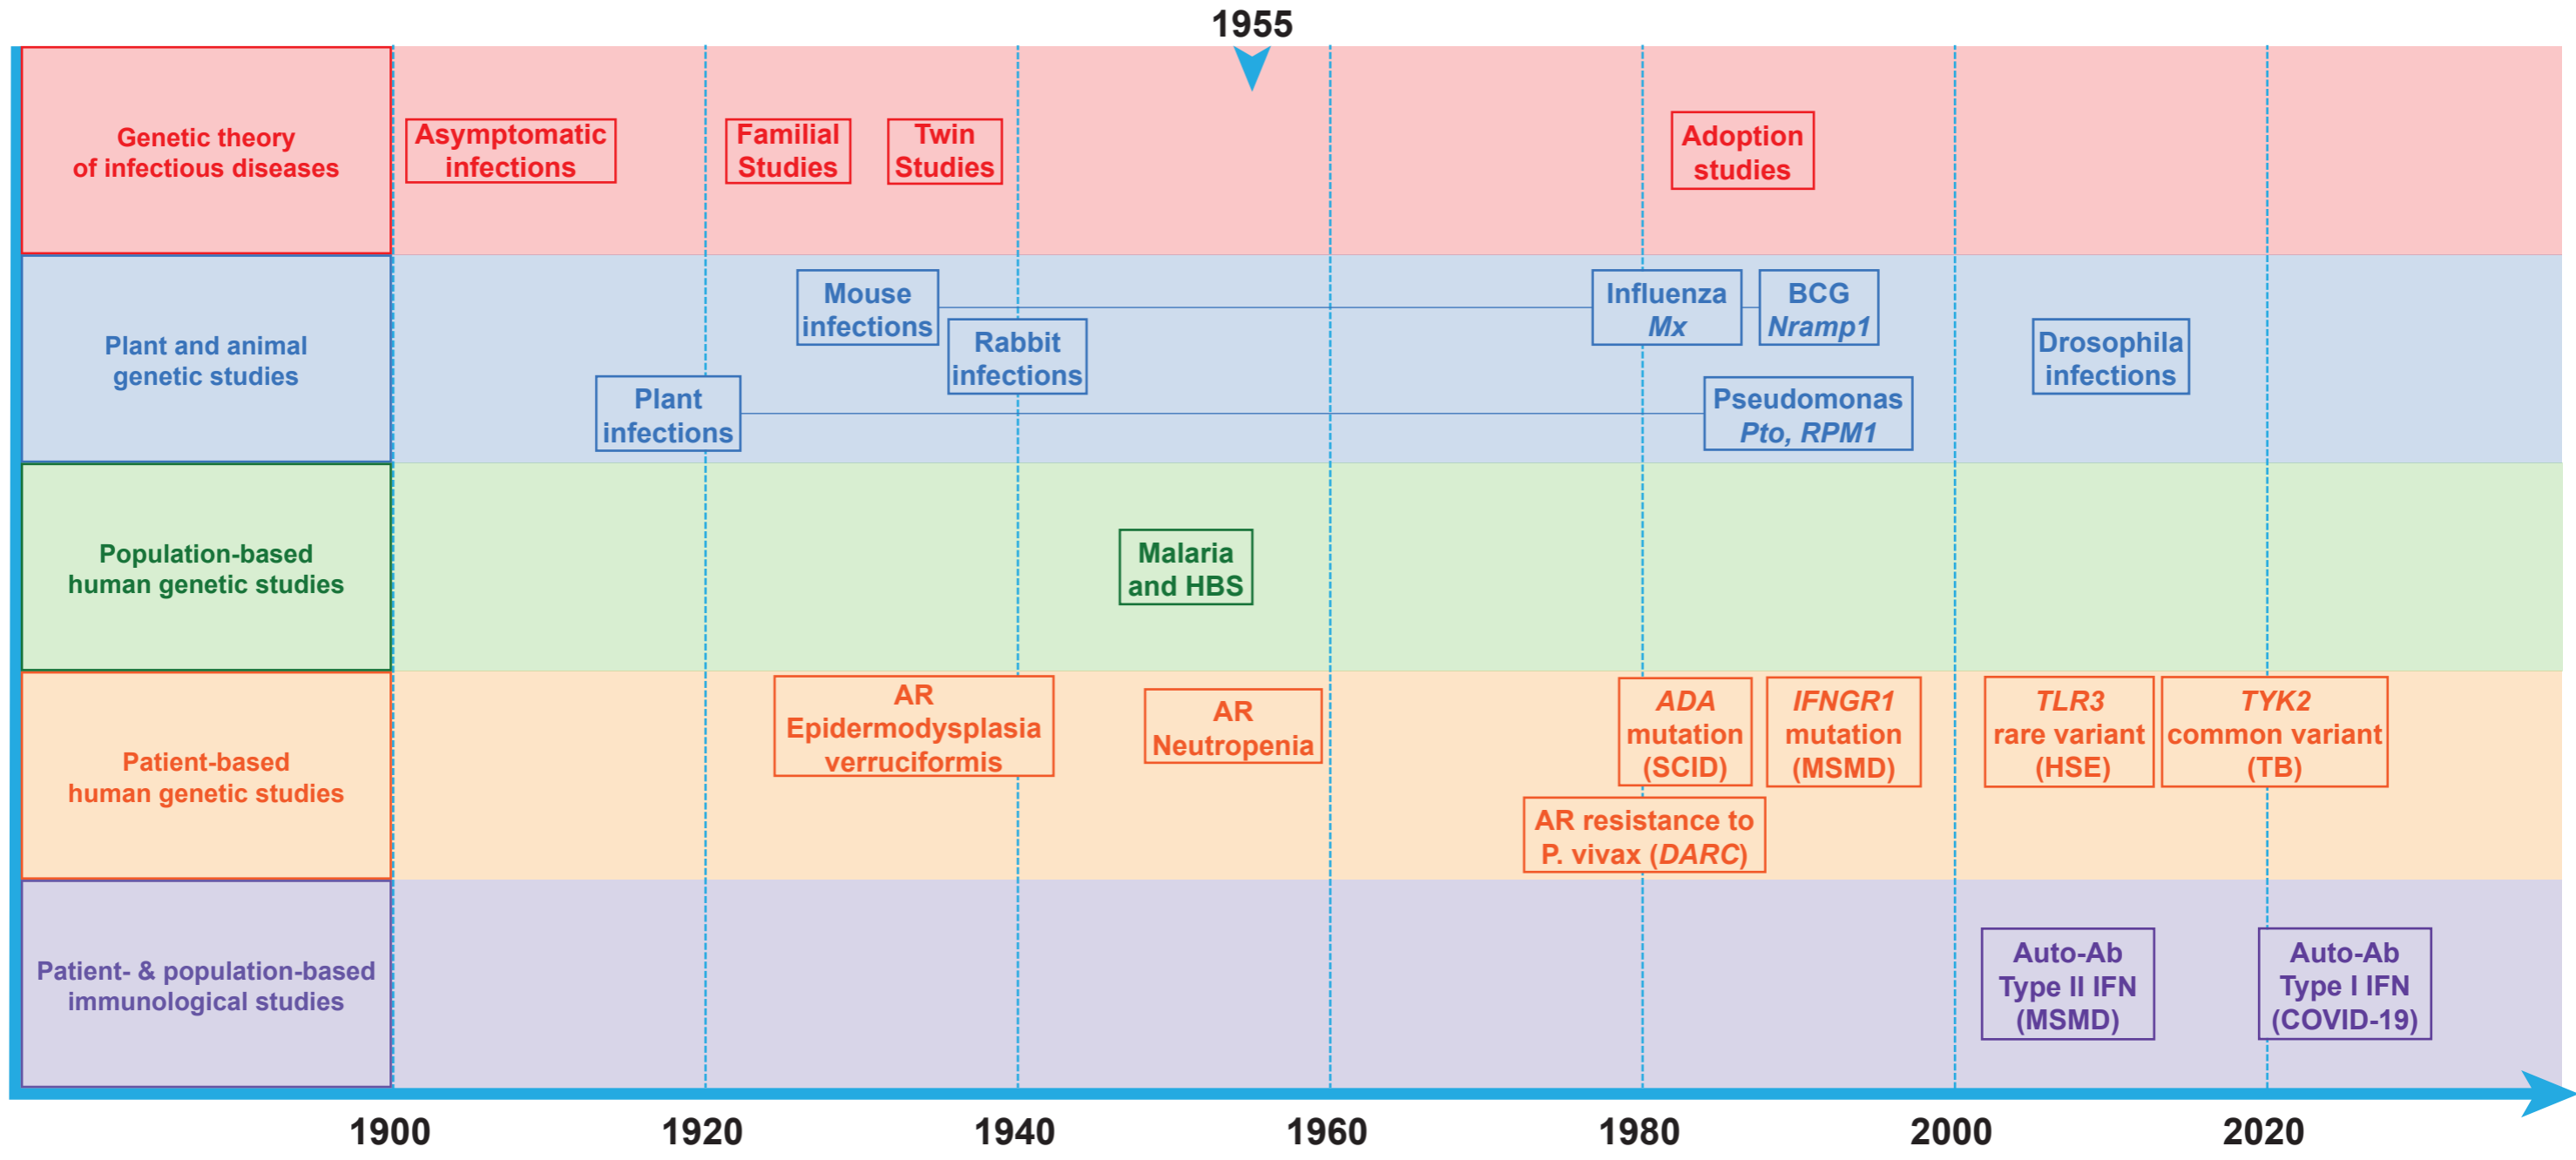 1955
Genetic theory
of infectious diseases
Asymptomatic
infections
Familial
Studies
Twin
Studies
Adoption
studies
Plant and animal
genetic studies
Mouse
infections
Rabbit
infections
Plant
infections
Influenza
Mx
BCG
Nramp1
Pseudomonas
Pto, RPM1
Drosophila
infections
Population-based
human genetic studies
Malaria
and HBS
Patient-based
human genetic studies
AR
Epidermodysplasia
verruciformis
AR
Neutropenia
ADA
mutation
(SCID)
IFNGR1
mutation
(MSMD)
TLR3
rare variant
(HSE)
TYK2
common variant
(TB)
AR resistance to
P. vivax (DARC)
Patient- & population-based
immunological studies
Auto-Ab
Type II IFN
(MSMD)
Auto-Ab
Type I IFN
(COVID-19)
1900
1920
1940
1960
1980
2000
2020